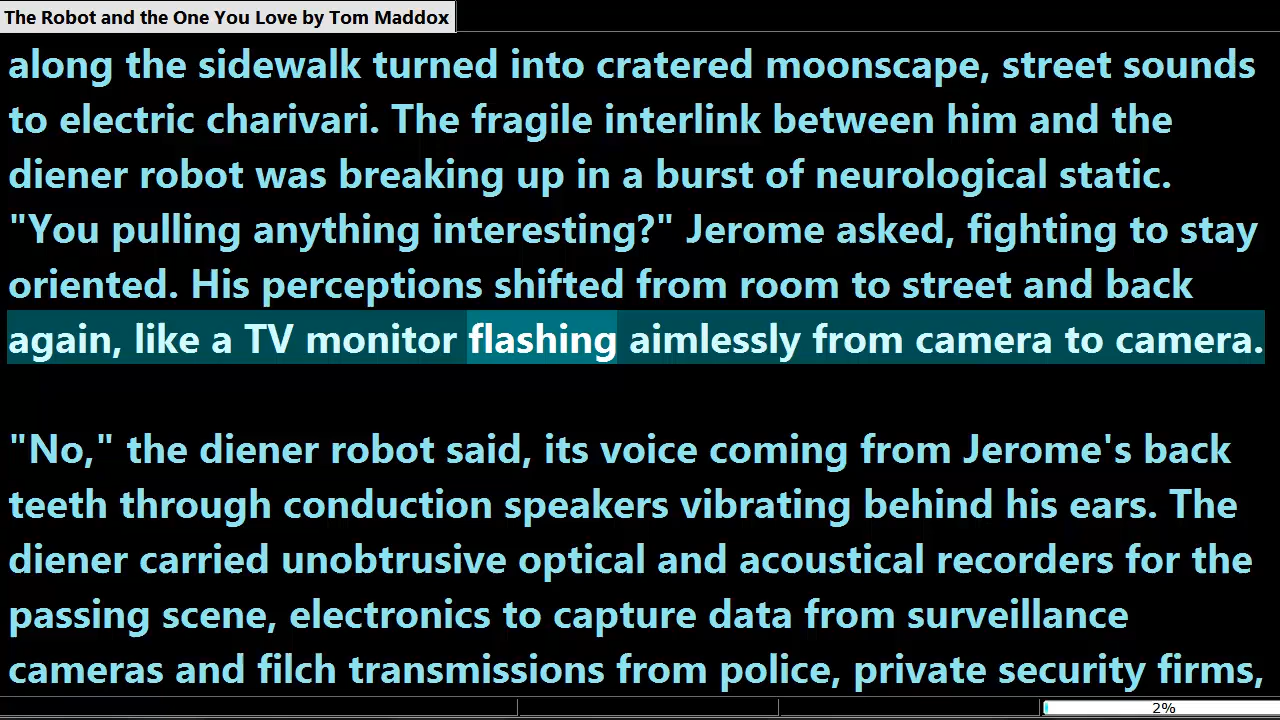 The Robot and the One You Love by Tom Maddox
along the sidewalk turned into cratered moonscape, street sounds
to electric charivari. The fragile interlink between him and the
diener robot was breaking up in a burst of neurological static.
"You pulling anything interesting?" Jerome asked, fighting to stay
oriented. His perceptions shifted from room to street and back
again, like a TV monitor flashing aimlessly from camera to camera.
"No," the diener robot said, its voice coming from Jerome's back
teeth through conduction speakers vibrating behind his ears. The
diener carried unobtrusive optical and acoustical recorders for the
passing scene, electronics to capture data from surveillance
cameras and filch transmissions from police, private security firms,
2%